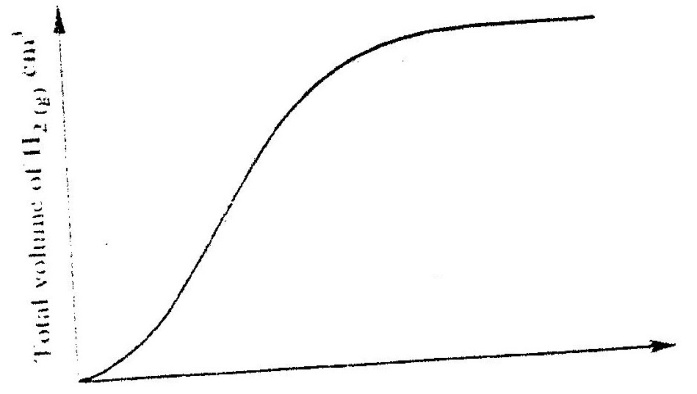 Total volume of H₂ (g) cm³